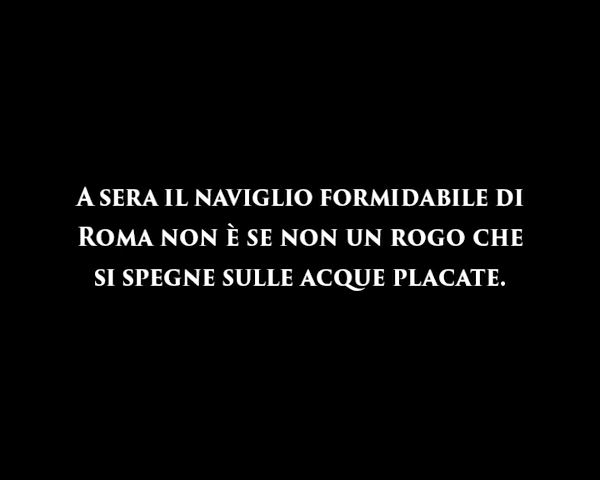 A sera il naviglio formidabile di
Roma non è se non un rogo che
si spegne sulle acque placate.